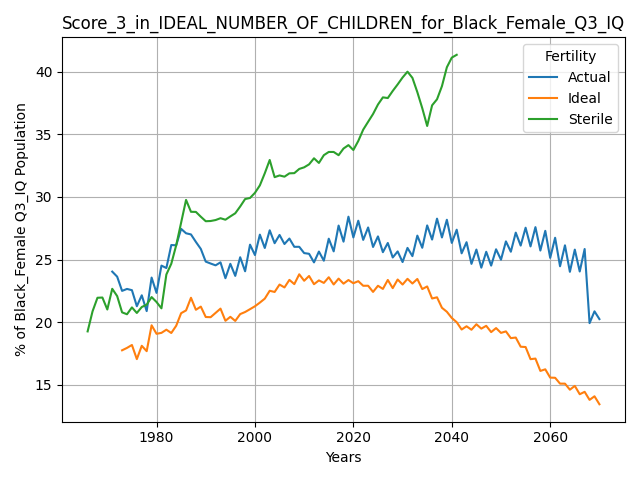 Score_3_in_IDEAL_NUMBER_OF_CHILDREN_for_Black_Female_Q3_IQ
% of Black_Female Q3_IQ Population
40
35
30
25
20
15
Fertility
Actual
Ideal
Sterile
1980
2000
2020
2040
2060
Years